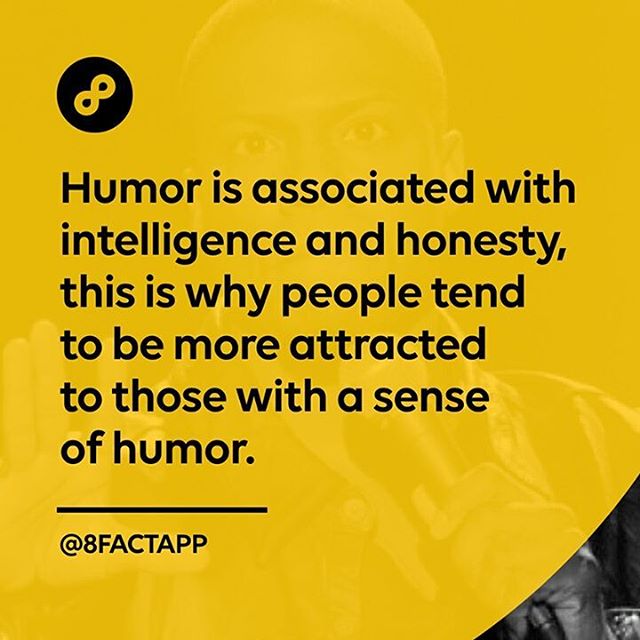 Humor is associated with
intelligence and honesty,
this is why people tend
to be more attracted
to those with a sense
of humor.
@8FACTAPP